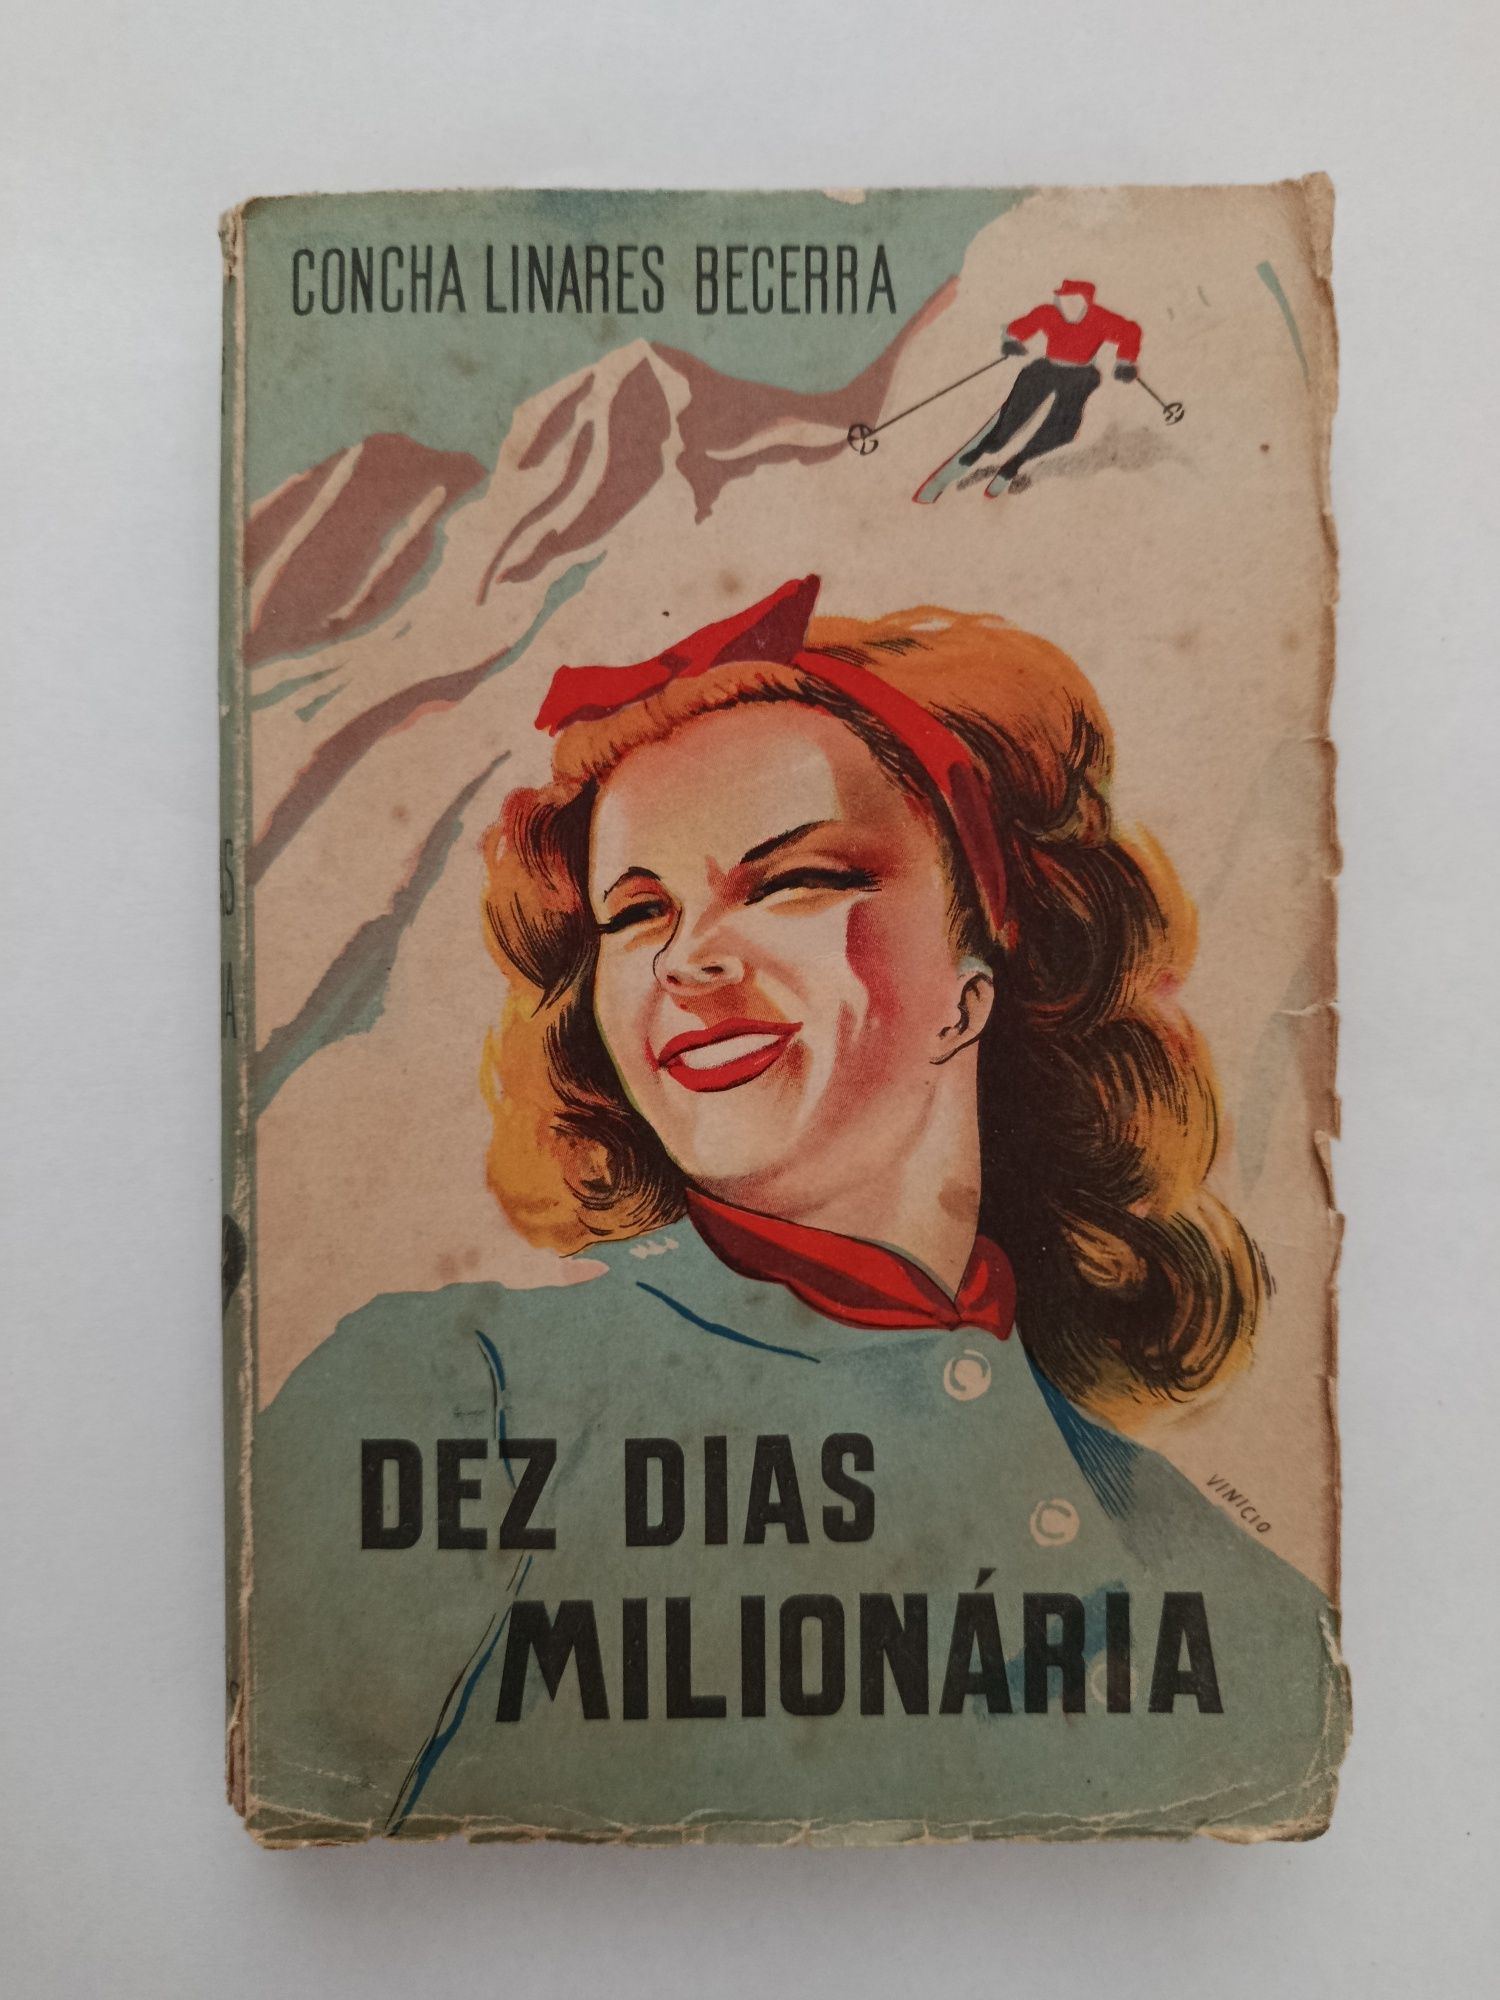 CONCHA LINARES BECERRA
VINICIO
DEZ DIAS
MILIONÁRIA